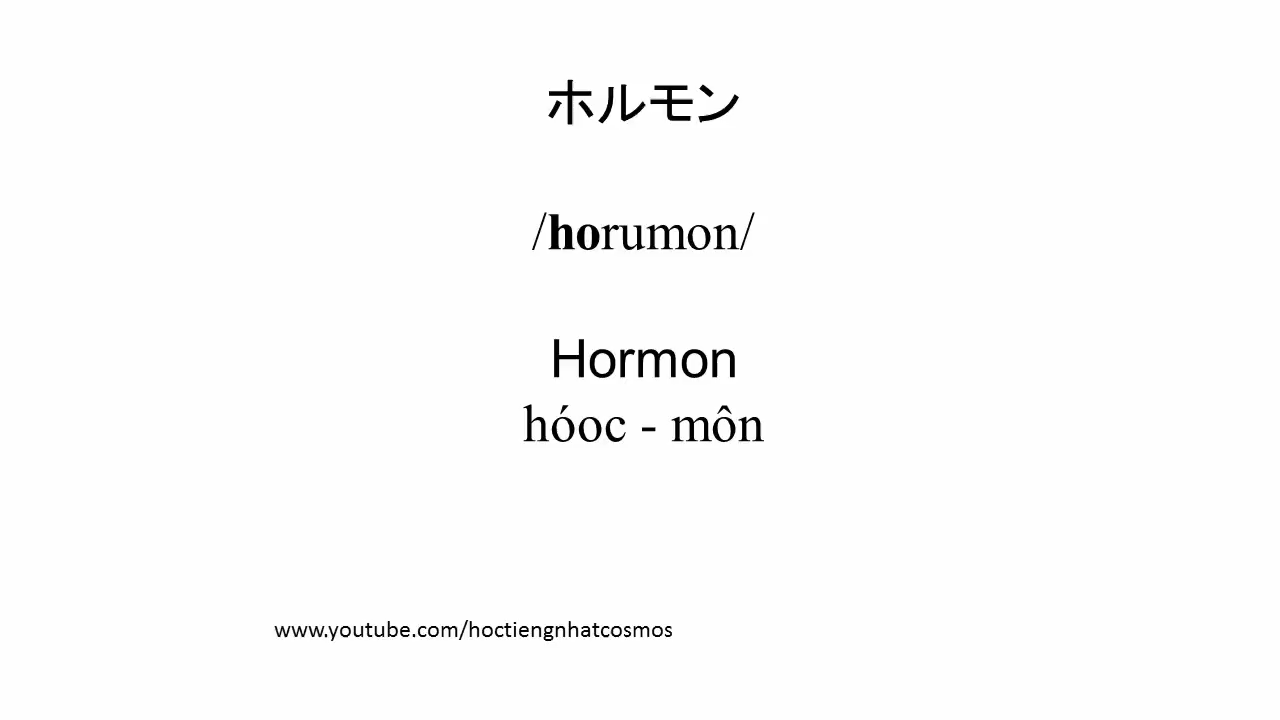 ホルモン
/horumon/
Hormon
hóoc - môn
www.youtube.com/hoctiengnhatcosmos